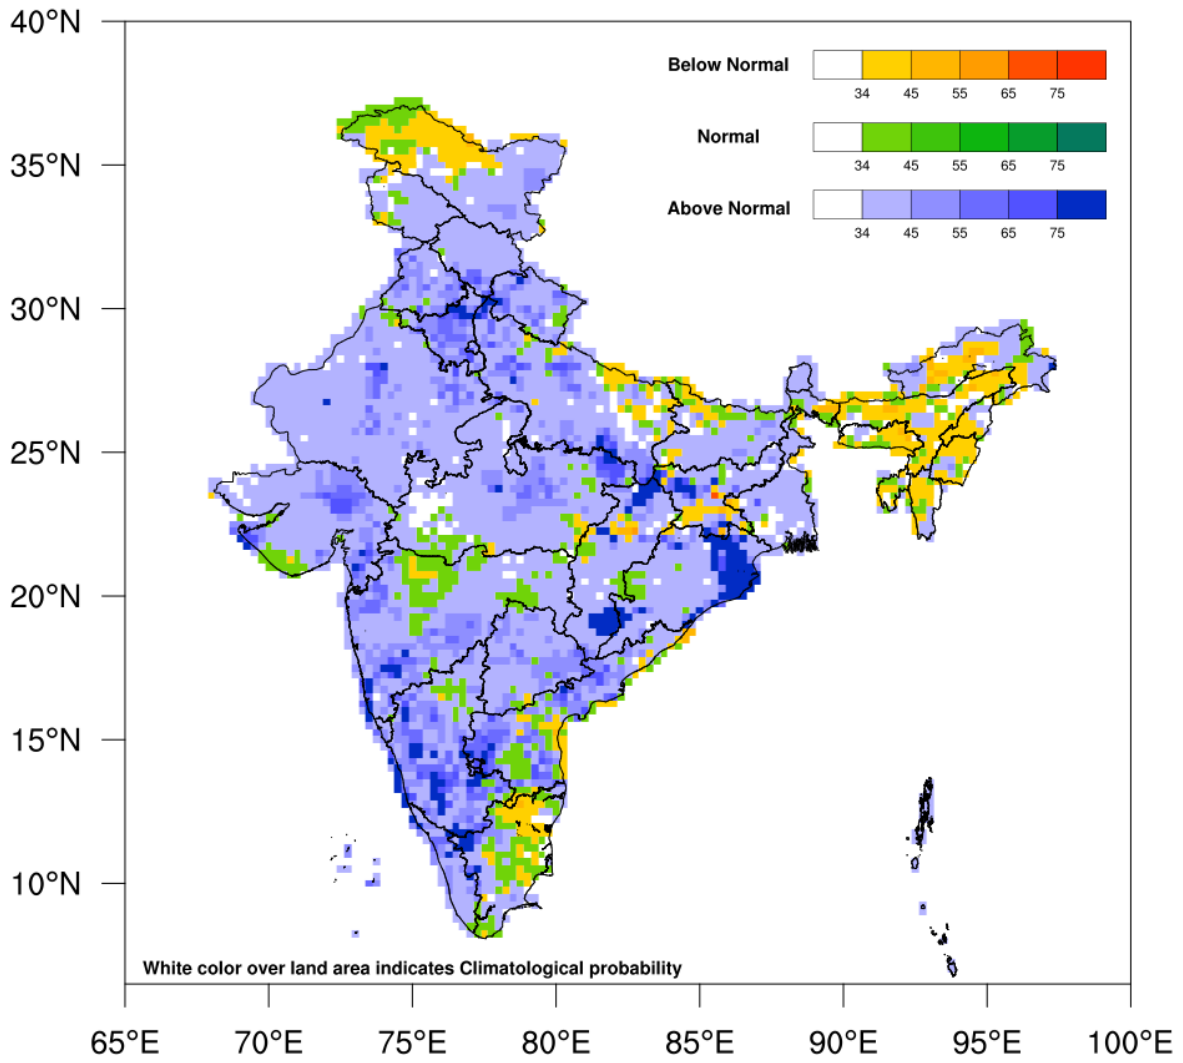 40°N
Below Normal
34 45 55 65 75
Normal
34 45 55 65 75
35°N
Above Normal
34 45 55 65 75
30°N
25°N
20°N
15°N
10°N
White color over land area indicates Climatological probability
65°E 70°E 75°E 80°E 85°E 90°E 95°E 100°E